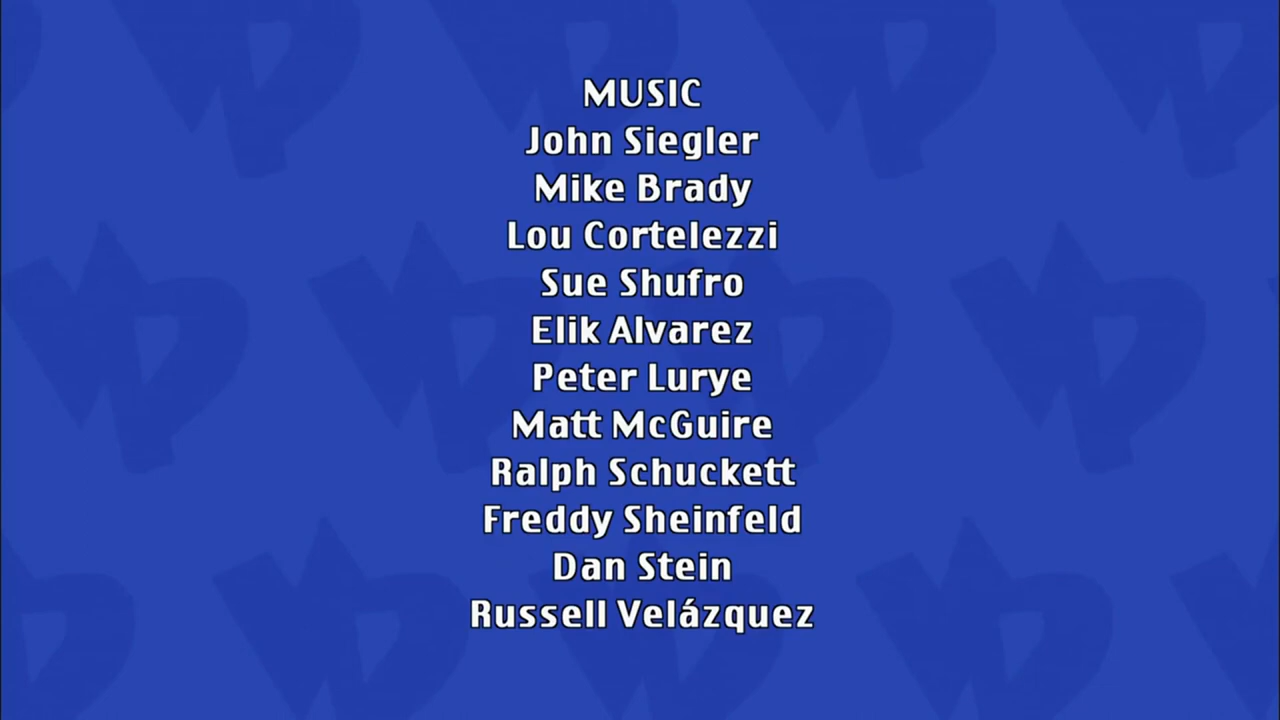 MUSIC
John Siegler
Mike Brady
Lou Cortelezzi
Sue Shufro
Elik Alvarez
Peter Lurye
Matt McGuire
Ralph Schuckett
Freddy Sheinfeld
Dan Stein
Russell Velázquez